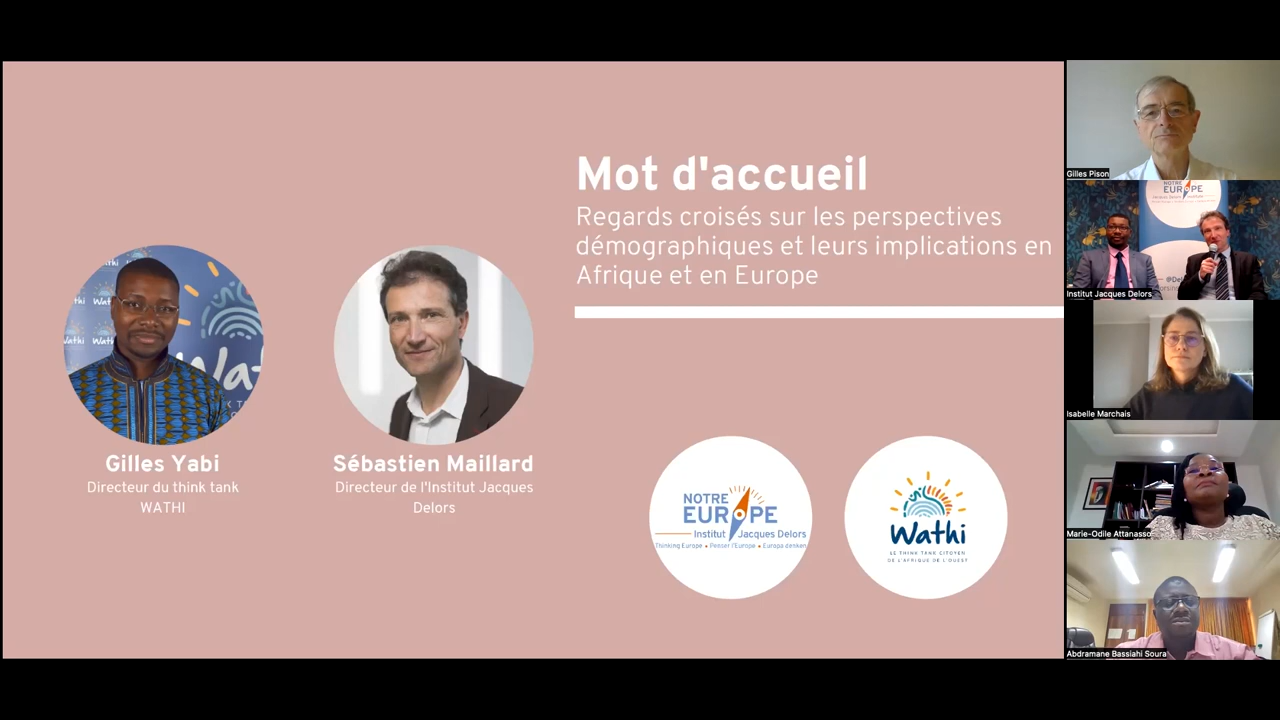 Mot d'accueil
Regards croisés sur les perspectives
démographiques et leurs implications en
Afrique et en Europe
Gilles Yabi
Directeur du think tank
WATHI
Sébastien Maillard
Directeur de l'Institut Jacques
Delors
NOTRE
EUROPE
Institut Jacques Delors
Thinking Europe • Penser l'Europe • Europa denken
Wathi
LE THINK TANK CITOYEN
DE L'AFRIQUE DE L'OUEST
Gilles Pison
NOTRE
EUROPE
Institut Jacques Delors
Isabelle Marchais
Marie-Odile Attanasso
Abdramane Bassiahi Soura